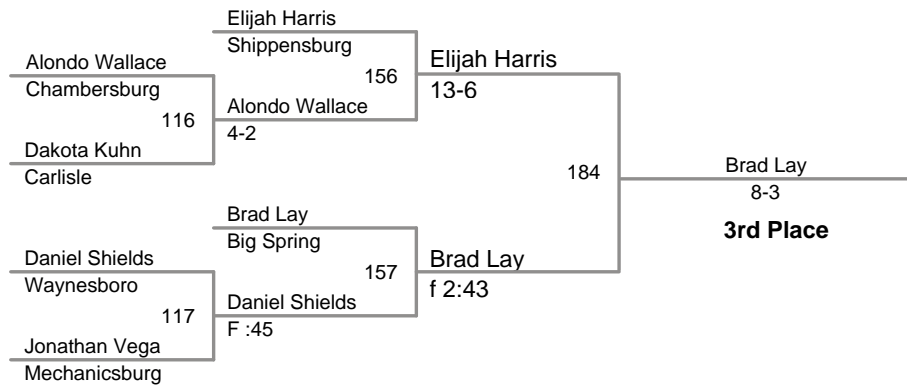 Elijah Harris
Shippensburg
Alondo Wallace
Chambersburg
156
Elijah Harris
13-6
116
Alondo Wallace
4-2
Dakota Kuhn
Carlisle
184
Brad Lay
8-3
3rd Place
Brad Lay
Big Spring
Daniel Shields
Waynesboro
157
Brad Lay
f 2:43
117
Daniel Shields
F :45
Jonathan Vega
Mechanicsburg